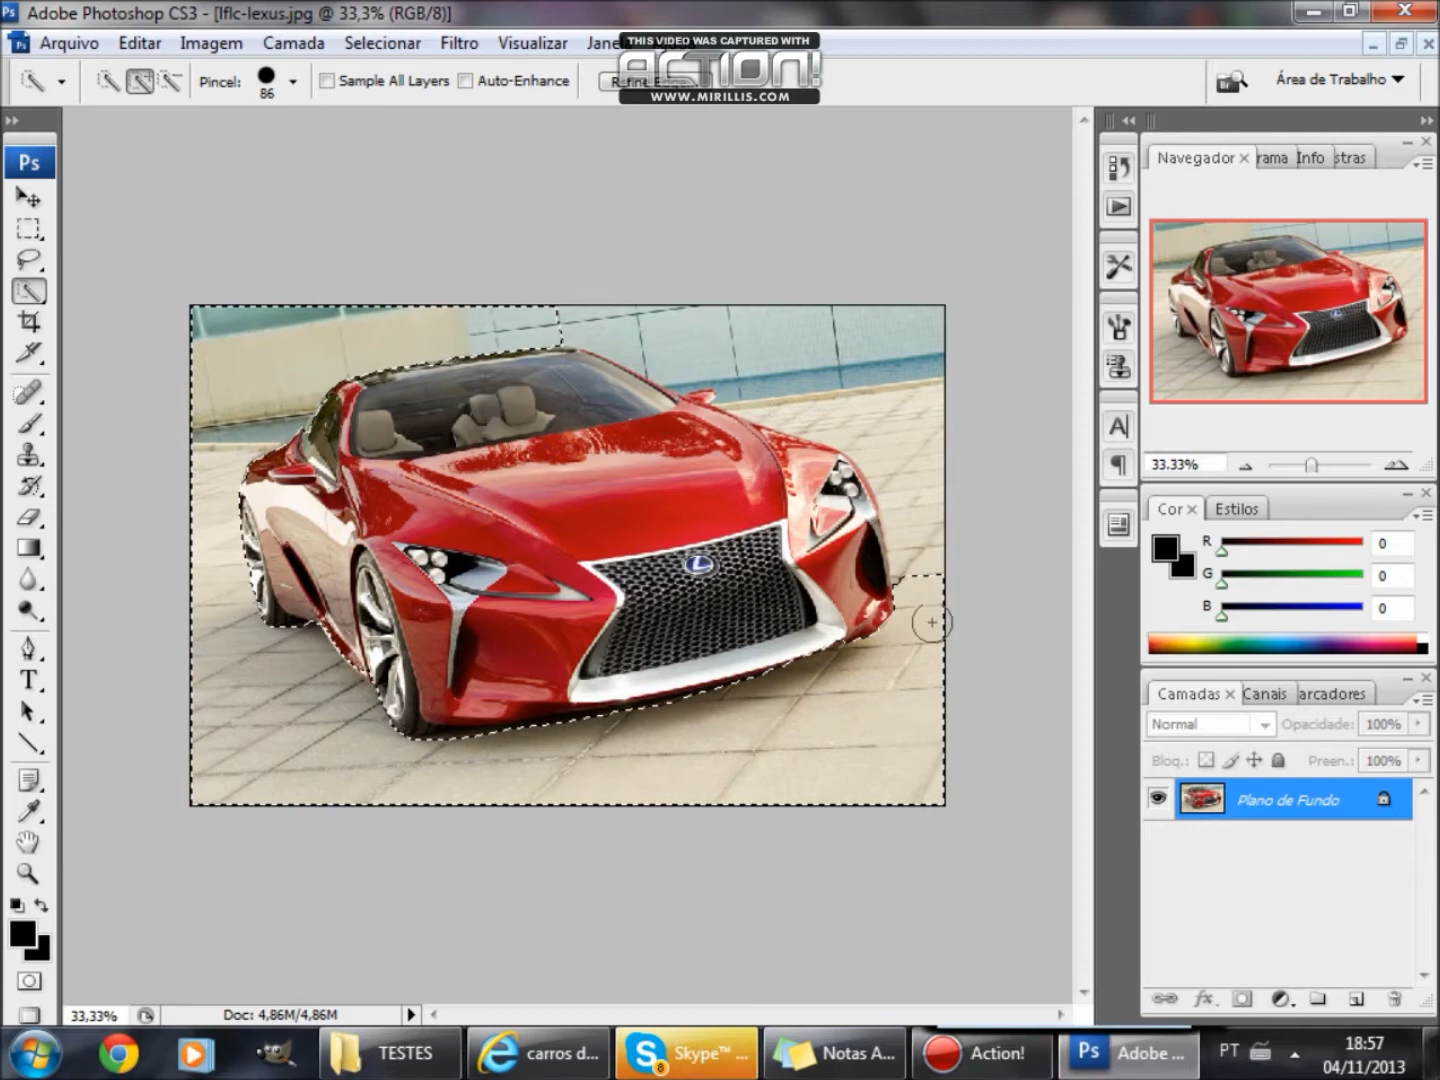 Adobe Photoshop CS3 - [lflc-lexus.jpg @ 33,3% (RGB/8)]
Arquivo Editar Imagem Camada Selecionar Filtro Visualizar
THIS VIDEO WAS CAPTURED WITH
ACTION!
WWW.MIRILLIS.COM
Pincel: 86 Sample All Layers Auto-Enhance
Área de Trabalho
Ps
Navegador rama Info stras
33.33%
Cor Estilos
R 0
G 0
B 0
Camadas Canais arcadores
Normal Opacidade: 100%
Bloq.: Preen.: 100%
Plano de Fundo
33,33% Doc: 4,86M/4,86M
TESTES carros d... Skype™ ... Notas A... Action! Ps Adobe ... PT 18:57
8
04/11/2013